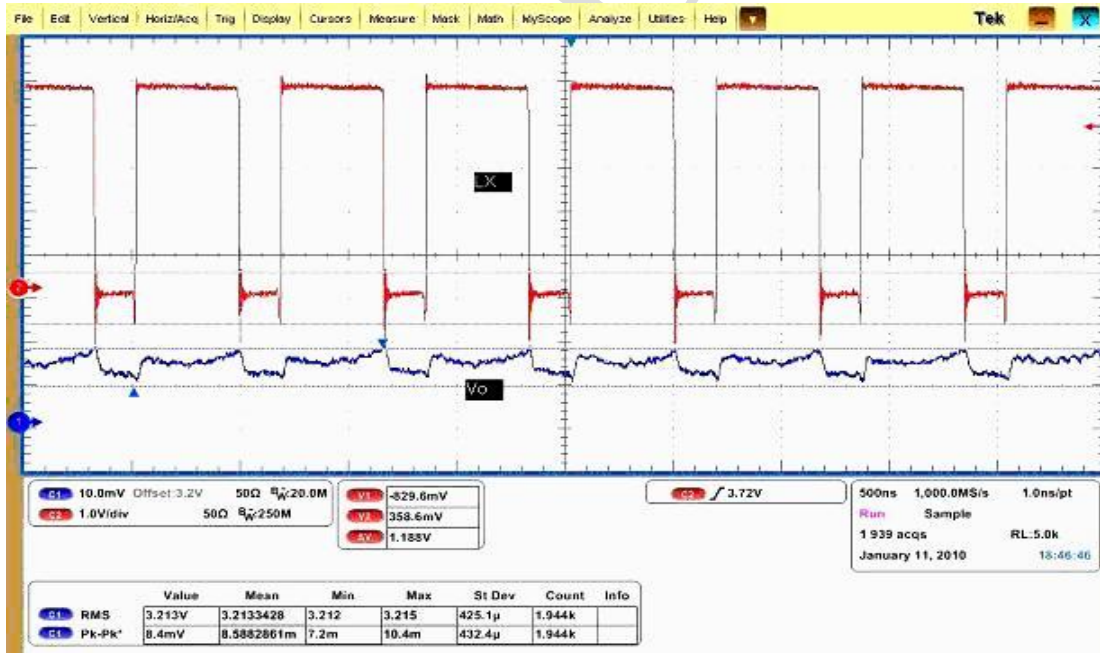 File Edit Vertical Horiz/Acq Trig Display Cursors Measure Mask Math MyScope Analyze Utilities Help Tek X
LX
2
Vo
1
C1 10.0mV Offset:3.2V 50Ω BW:20.0M
C2 1.0V/div 50Ω BW:250M
V1 -829.6mV
V2 358.6mV
ΔV 1.188V
C2 3.72V
500ns 1,000.0MS/s 1.0ns/pt
Run Sample
1 939 acqs RL:5.0k
January 11, 2010 18:46:46
Value Mean Min Max St Dev Count Info
C1 RMS 3.213V 3.2133428 3.212 3.215 425.1µ 1.944k
C1 Pk-Pk* 8.4mV 8.5882861m 7.2m 10.4m 432.4µ 1.944k